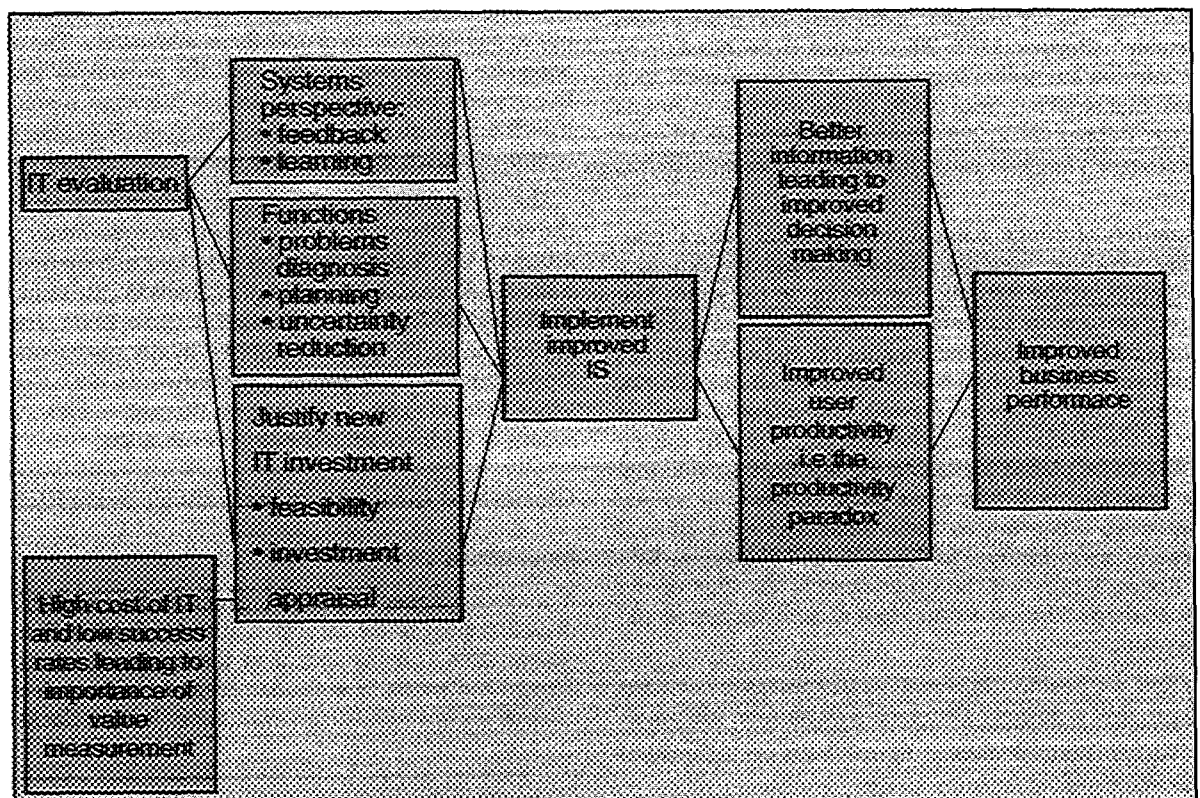 IT evaluation
Systems
perspective:
• feedback
• learning
Functions
• problems
diagnosis
• planning
• uncertainty
reduction
Justify new
IT investment
• feasibility
• investment
appraisal
High cost of IT
and low success
rates leading to
importance of
value
measurement
Implement
improved
IS
Better
information
leading to
improved
decision
making
Improved
user
productivity
i.e the
productivity
paradox
Improved
business
performace